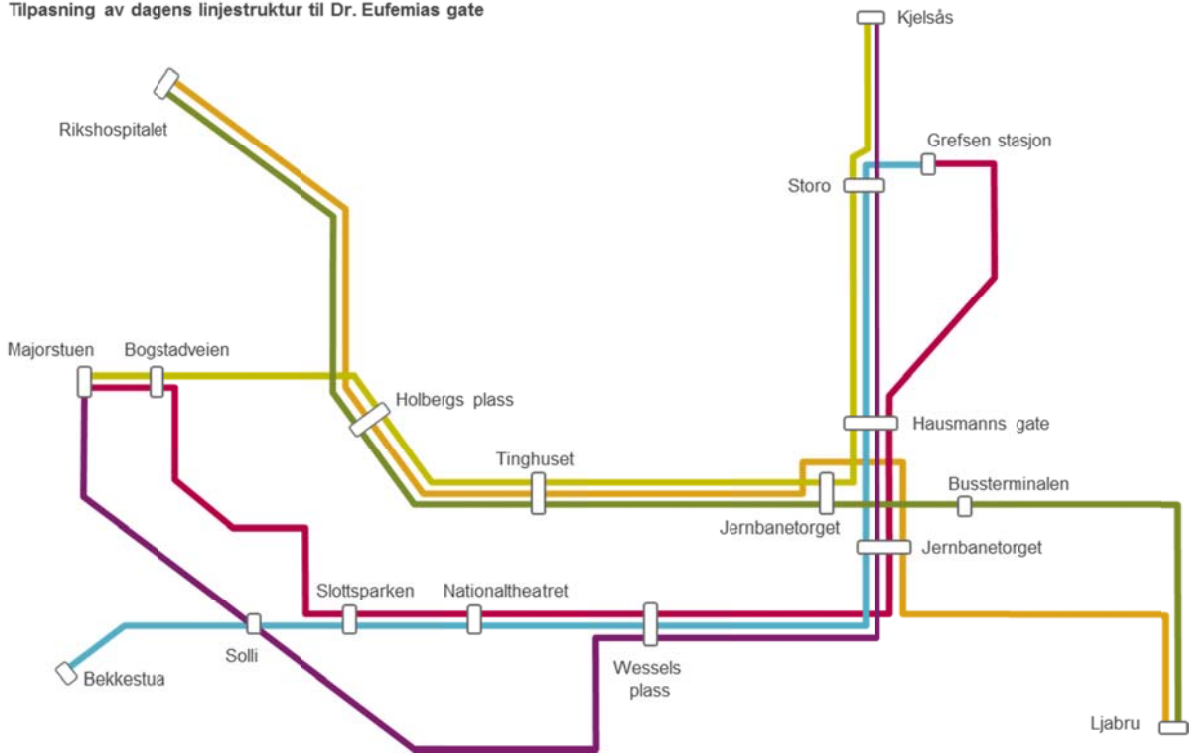 Tilpasning av dagens linjestruktur til Dr. Eufemias gate
Kjelsås
Rikshospitalet
Grefsen stasjon
Storo
Majorstuen
Bogstadveien
Holbergs plass
Hausmanns gate
Tinghuset
Bussterminalen
Jernbanetorget
Jernbanetorget
Slottsparken
Nationaltheatret
Solli
Wessels
plass
Bekkestua
Ljabru